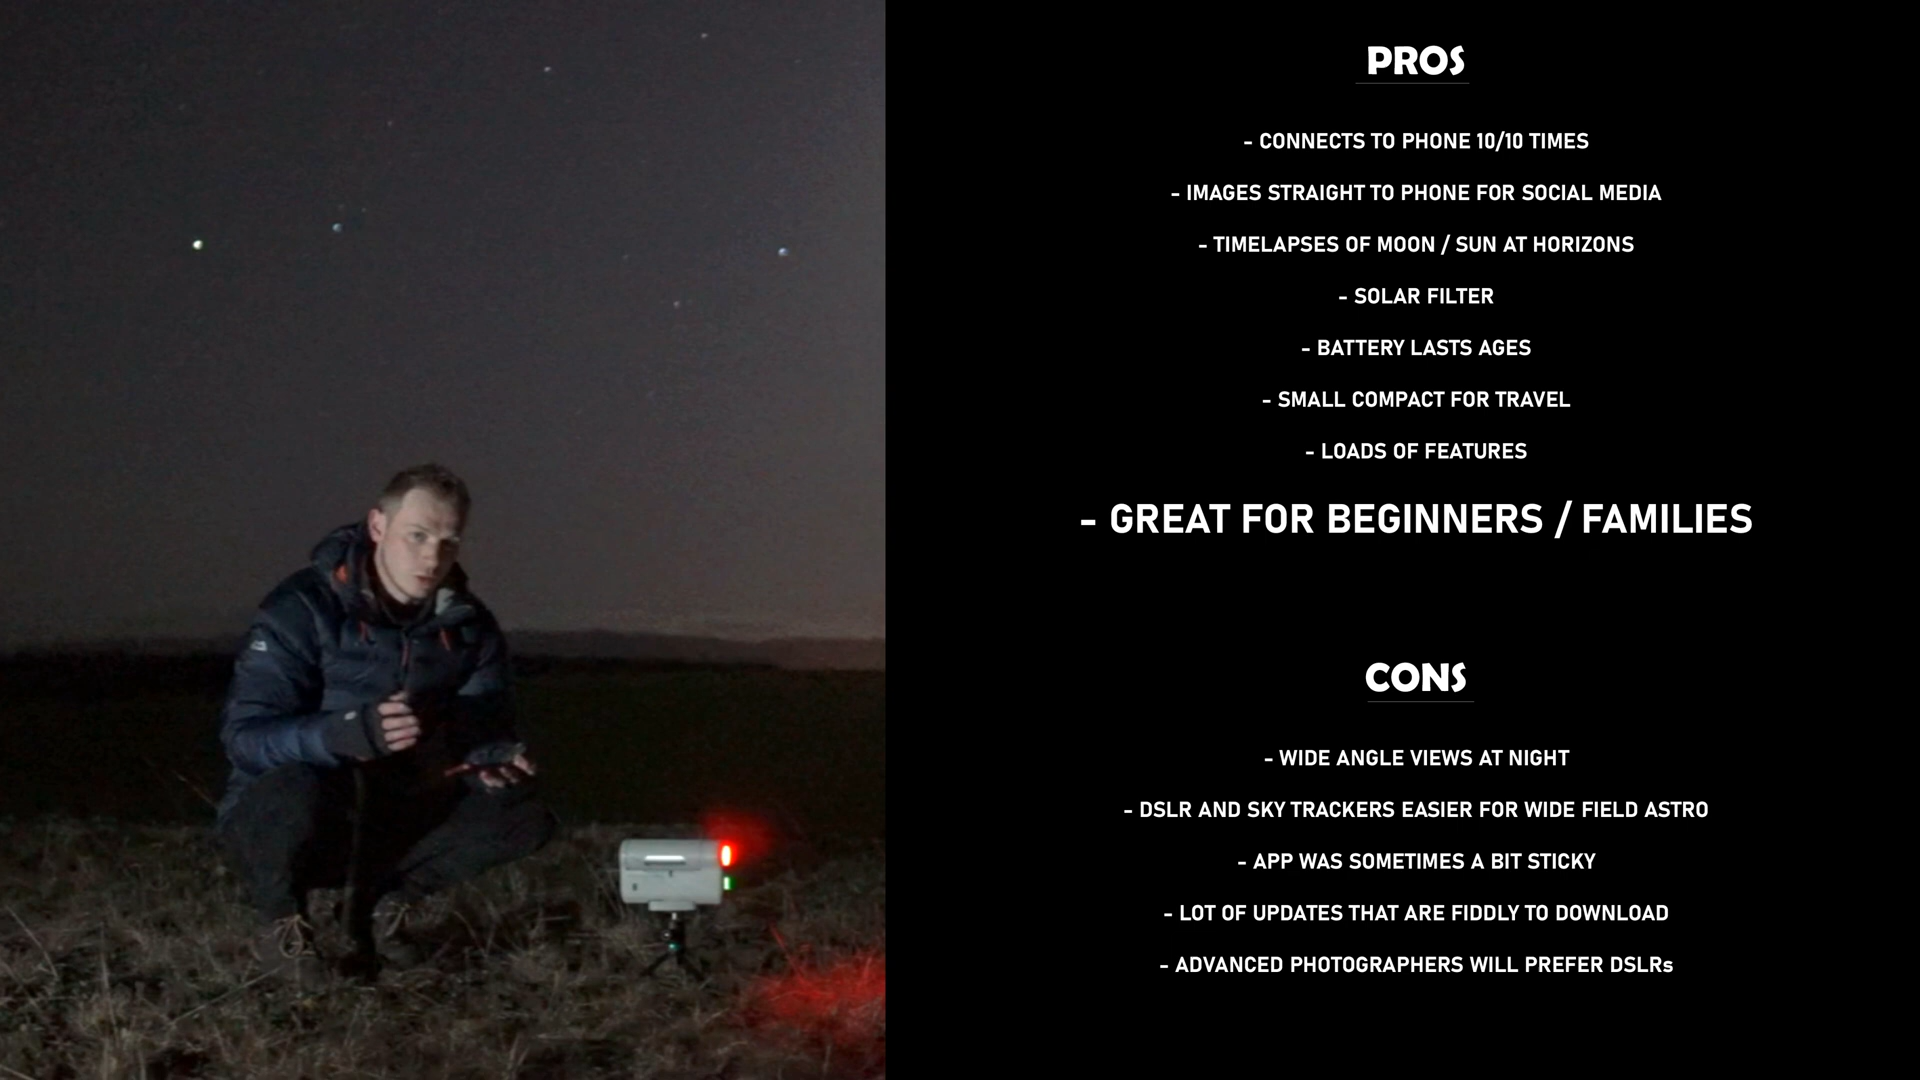 PROS
- CONNECTS TO PHONE 10/10 TIMES
- IMAGES STRAIGHT TO PHONE FOR SOCIAL MEDIA
- TIMELAPSES OF MOON / SUN AT HORIZONS
- SOLAR FILTER
- BATTERY LASTS AGES
- SMALL COMPACT FOR TRAVEL
- LOADS OF FEATURES
- GREAT FOR BEGINNERS / FAMILIES
CONS
- WIDE ANGLE VIEWS AT NIGHT
- DSLR AND SKY TRACKERS EASIER FOR WIDE FIELD ASTRO
- APP WAS SOMETIMES A BIT STICKY
- LOT OF UPDATES THAT ARE FIDDLY TO DOWNLOAD
- ADVANCED PHOTOGRAPHERS WILL PREFER DSLRs